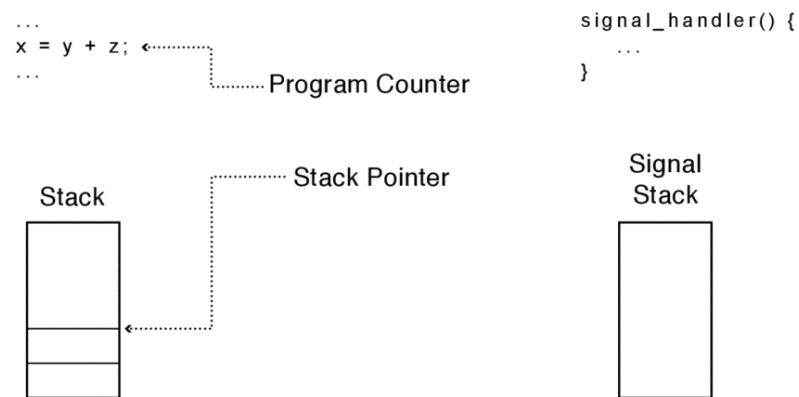 ...
x = y + z;
...
Program Counter
signal_handler() {
...
}
Stack Pointer
Stack
Signal
Stack